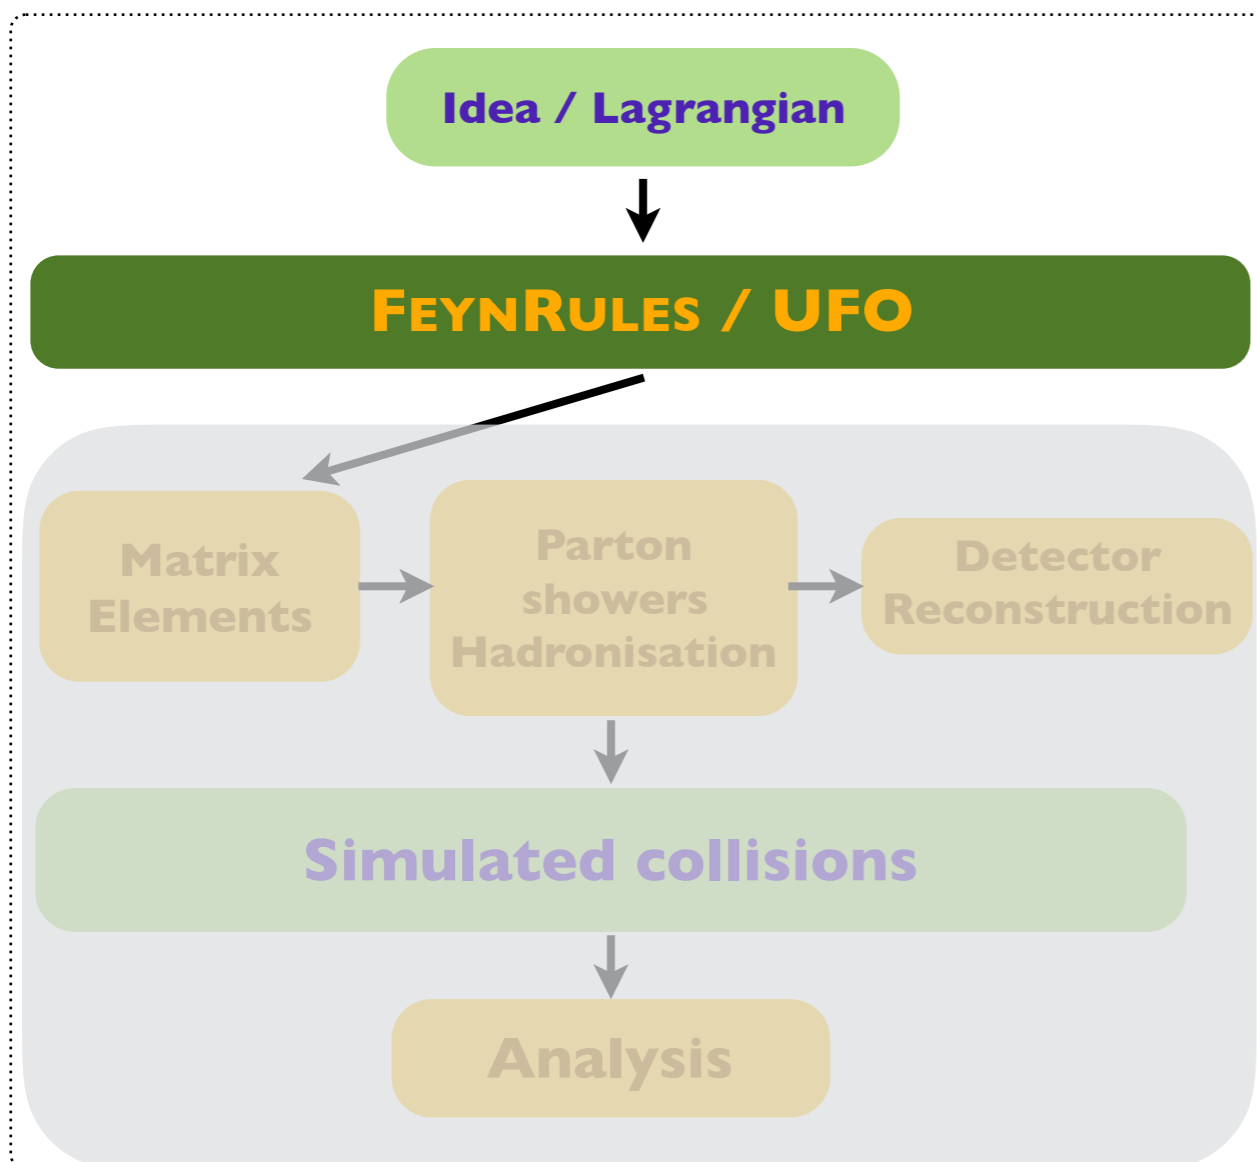 Idea / Lagrangian
FEYNRULES / UFO
Matrix
Elements
Parton
showers
Hadronisation
Detector
Reconstruction
Simulated collisions
Analysis